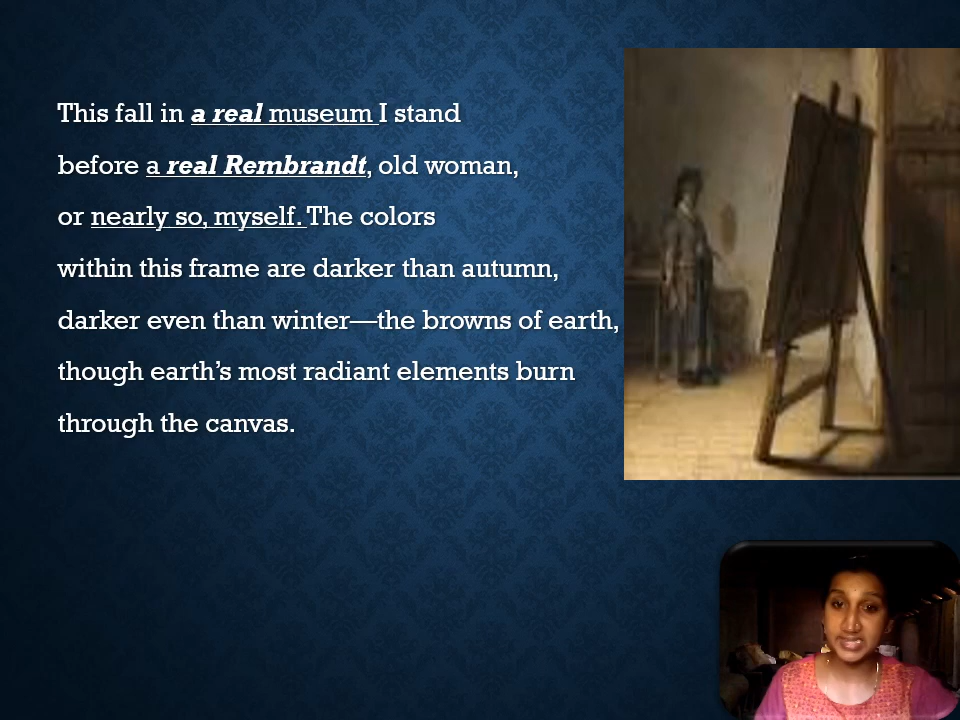 This fall in a real museum I stand
before a real Rembrandt, old woman,
or nearly so, myself. The colors
within this frame are darker than autumn,
darker even than winter—the browns of earth,
though earth’s most radiant elements burn
through the canvas.